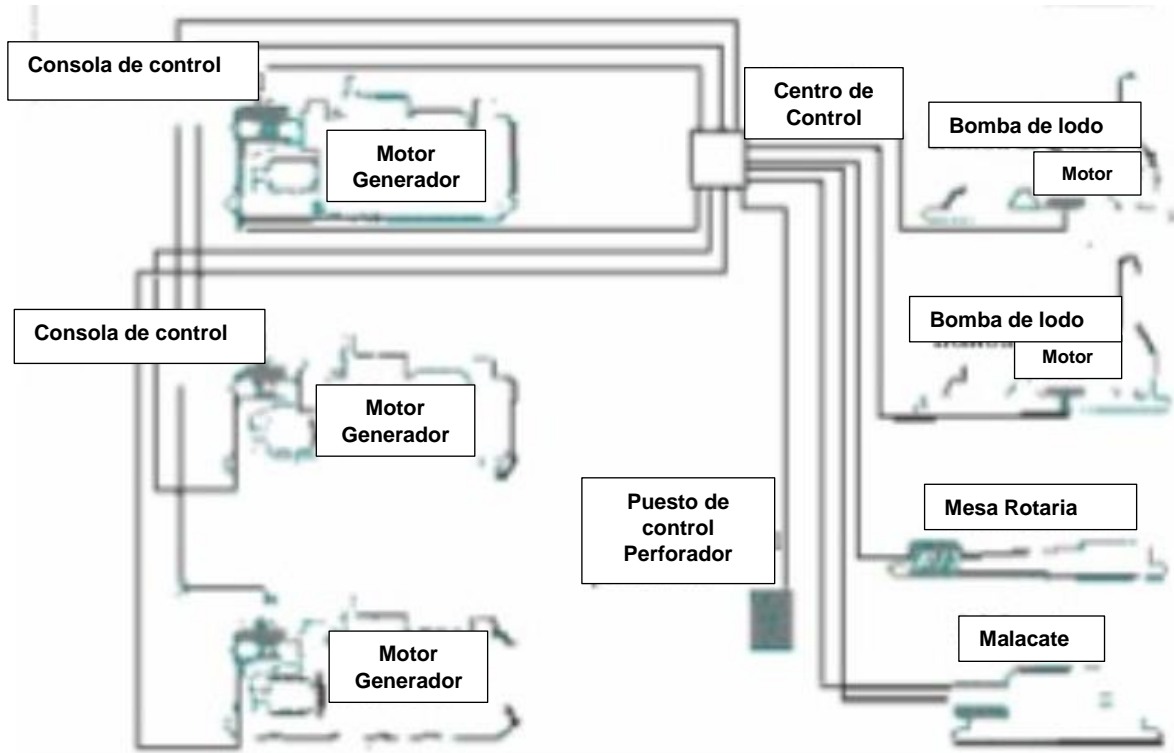 Consola de control
Motor
Generador
Centro de
Control
Bomba de lodo
Motor
Consola de control
Motor
Generador
Bomba de lodo
Motor
Puesto de
control
Perforador
Mesa Rotaria
Motor
Generador
Malacate